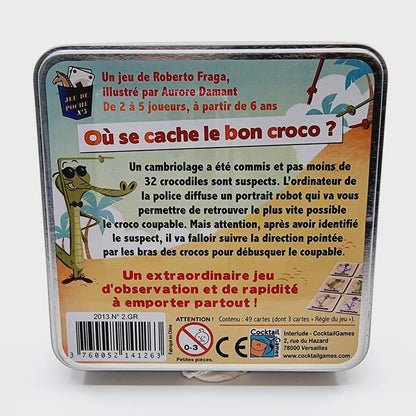 JEU DE
POCHE
N°5
Un jeu de Roberto Fraga,
illustré par Aurore Damant
De 2 à 5 joueurs, à partir de 6 ans
Où se cache le bon croco ?
Un cambriolage a été commis et pas moins de
32 crocodiles sont suspects. L'ordinateur de
la police diffuse un portrait robot qui va vous
permettre de retrouver le plus vite possible
le croco coupable. Mais attention, après avoir identifié
le suspect, il va falloir suivre la direction pointée
par les bras des crocos pour débusquer le coupable.
Un extraordinaire jeu
d'observation et de rapidité
à emporter partout !
2013.N° 2.GR
3 760052 141263
Fabriqué en Chine
ATTENTION !
0-3
Petites pièces.
Contenu : 49 cartes (dont 3 cartes « Règle du jeu »)
CE
Cocktail
Games
Interlude - CocktailGames
2, rue du Hazard
78000 Versailles
www.cocktailgames.com